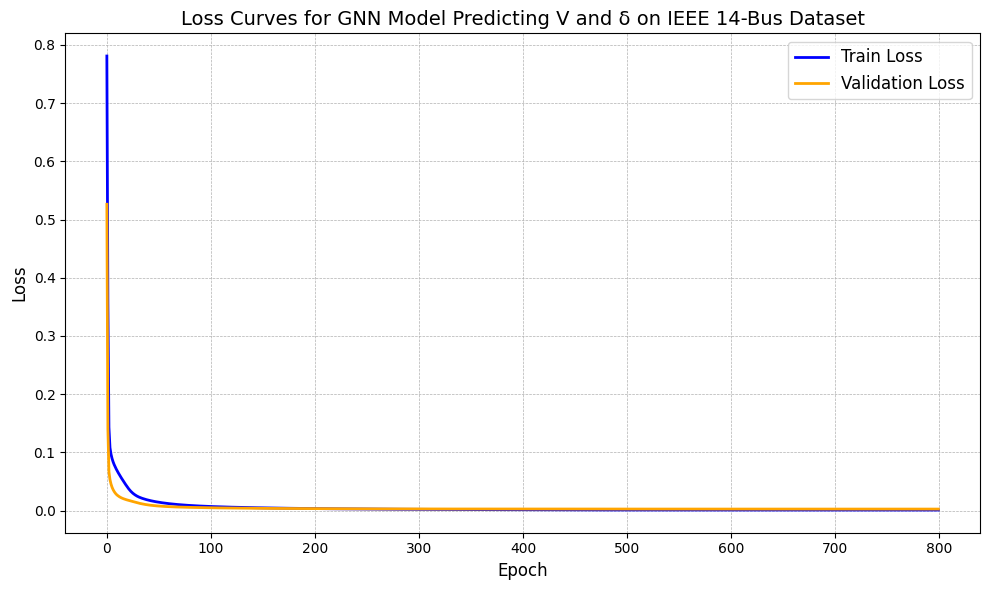 Loss Curves for GNN Model Predicting V and δ on IEEE 14-Bus Dataset
Train Loss
Validation Loss
Loss
0.8
0.7
0.6
0.5
0.4
0.3
0.2
0.1
0.0
0 100 200 300 400 500 600 700 800
Epoch